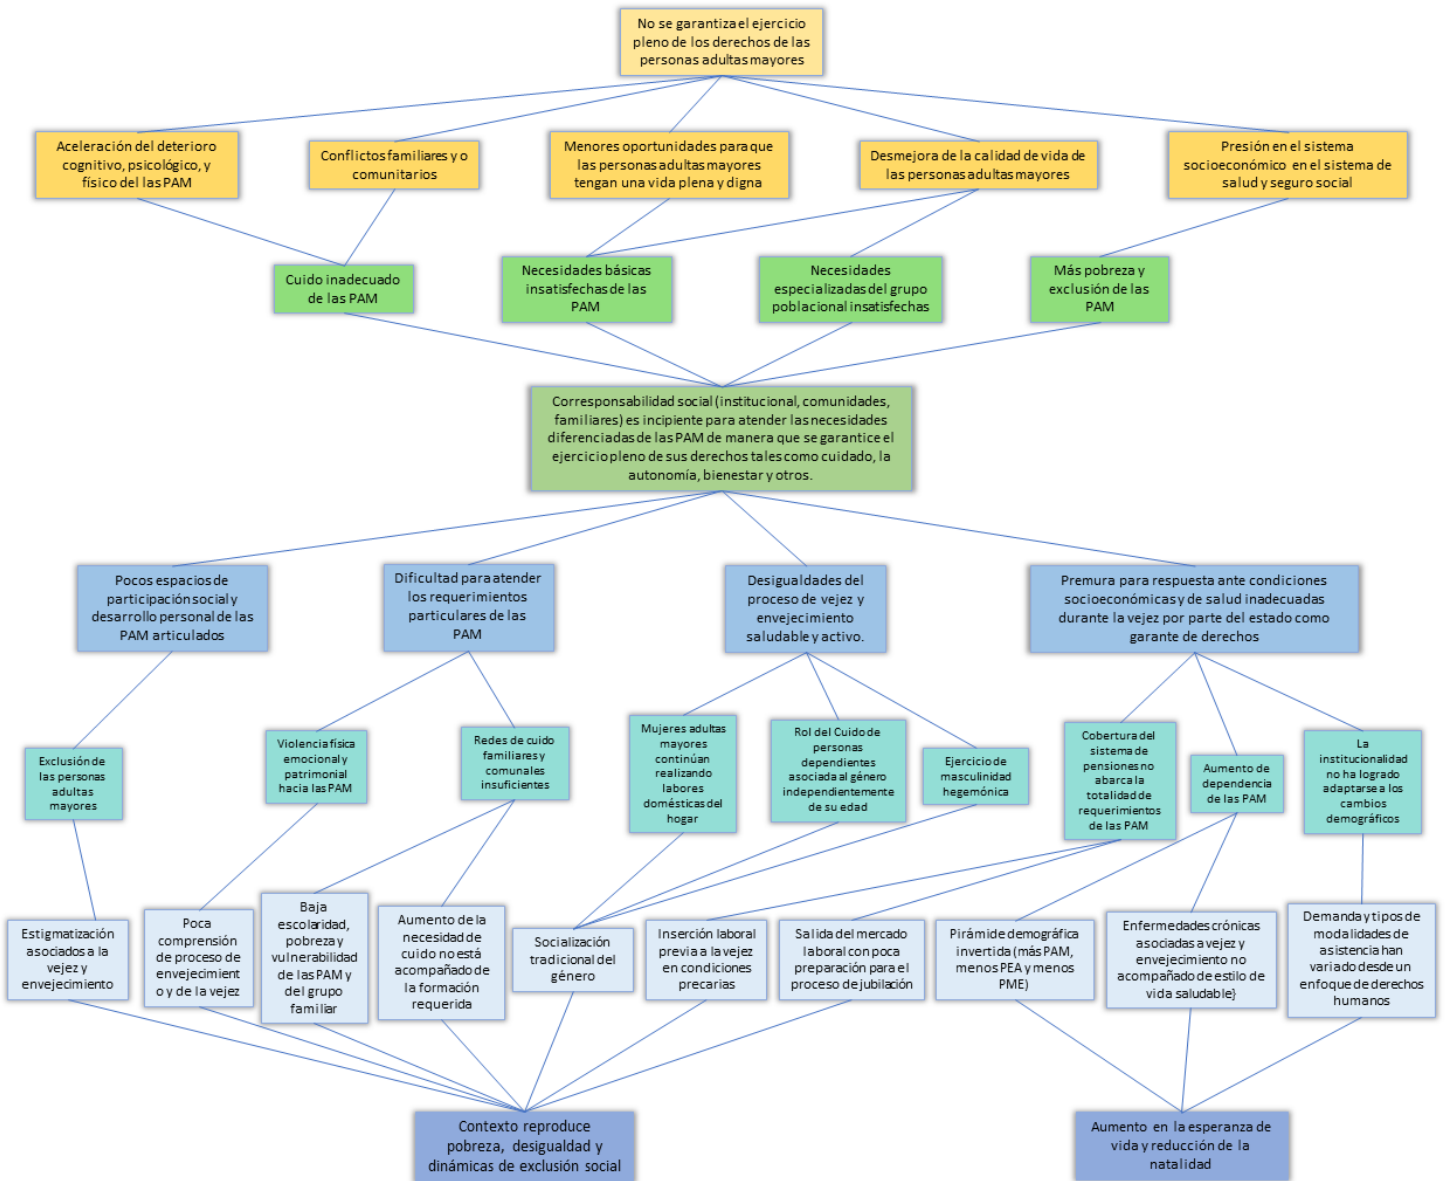 No se garantiza el ejercicio
pleno de los derechos de las
personas adultas mayores
Aceleración del deterioro
cognitivo, psicológico, y
físico del las PAM
Conflictos familiares y o
comunitarios
Menores oportunidades para que
las personas adultas mayores
tengan una vida plena y digna
Desmejora de la calidad de vida de
las personas adultas mayores
Presión en el sistema
socioeconómico en el sistema de
salud y seguro social
Cuido inadecuado
de las PAM
Necesidades básicas
insatisfechas de las
PAM
Necesidades
especializadas del grupo
poblacional insatisfechas
Más pobreza y
exclusión de las
PAM
Corresponsabilidad social (institucional, comunidades,
familiares) es incipiente para atender las necesidades
diferenciadas de las PAM de manera que se garantice el
ejercicio pleno de sus derechos tales como cuidado, la
autonomía, bienestar y otros.
Pocos espacios de
participación social y
desarrollo personal de las
PAM articulados
Dificultad para atender
los requerimientos
particulares de las
PAM
Desigualdades del
proceso de vejez y
envejecimiento
saludable y activo.
Premura para respuesta ante condiciones
socioeconómicas y de salud inadecuadas
durante la vejez por parte del estado como
garante de derechos
Exclusión de
las personas
adultas
mayores
Violencia física
emocional y
patrimonial
hacia las PAM
Redes de cuido
familiares y
comunales
insuficientes
Mujeres adultas
mayores
continúan
realizando
labores
domésticas del
hogar
Rol del Cuido de
personas
dependientes
asociada al género
independientemente
de su edad
Ejercicio de
masculinidad
hegemónica
Cobertura del
sistema de
pensiones no
abarca la
totalidad de
requerimientos
de las PAM
Aumento de
dependencia
de las PAM
La
institucionalidad
no ha logrado
adaptarse a los
cambios
demográficos
Estigmatización
asociados a la
vejez y
envejecimiento
Poca
comprensión
de proceso de
envejecimient
o y de la vejez
Baja
escolaridad,
pobreza y
vulnerabilidad
de las PAM y
del grupo
familiar
Aumento de la
necesidad de
cuido no está
acompañado de
la formación
requerida
Socialización
tradicional del
género
Inserción laboral
previa a la vejez
en condiciones
precarias
Salida del mercado
laboral con poca
preparación para el
proceso de jubilación
Pirámide demográfica
invertida (más PAM,
menos PEA y menos
PME)
Enfermedades crónicas
asociadas a vejez y
envejecimiento no
acompañado de estilo de
vida saludable}
Demanda y tipos de
modalidades de
asistencia han
variado desde un
enfoque de derechos
humanos
Contexto reproduce
pobreza, desigualdad y
dinámicas de exclusión social
Aumento en la esperanza de
vida y reducción de la
natalidad